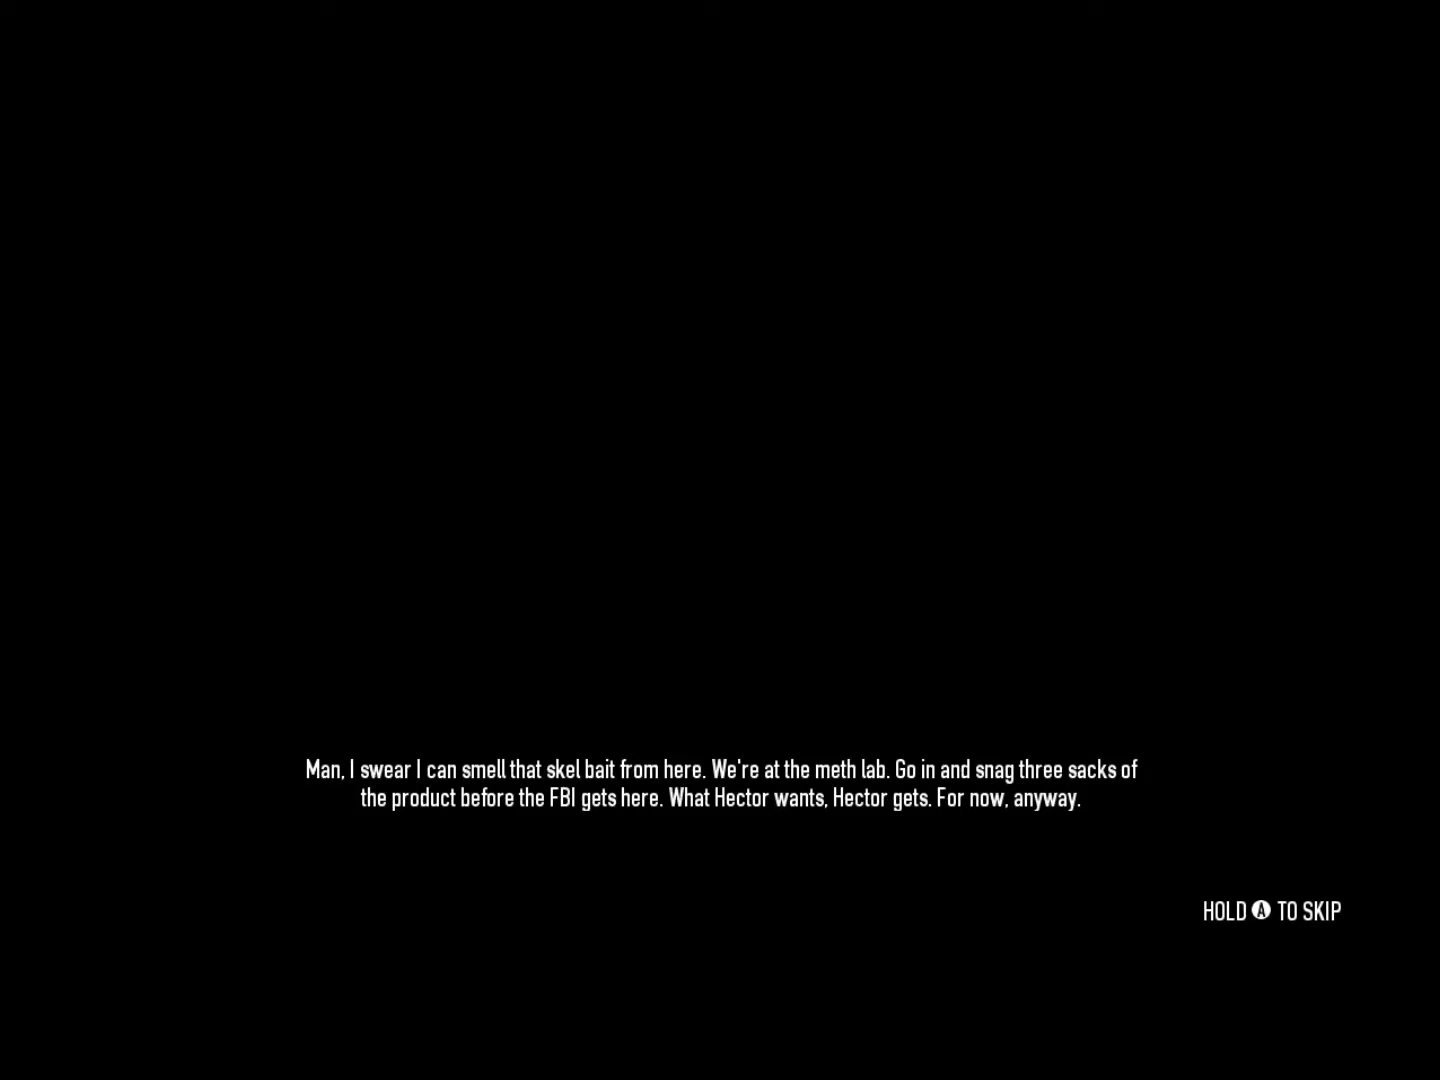 Man, I swear I can smell that skel bait from here. We're at the meth lab. Go in and snag three sacks of
the product before the FBI gets here. What Hector wants, Hector gets. For now, anyway.
HOLD A TO SKIP